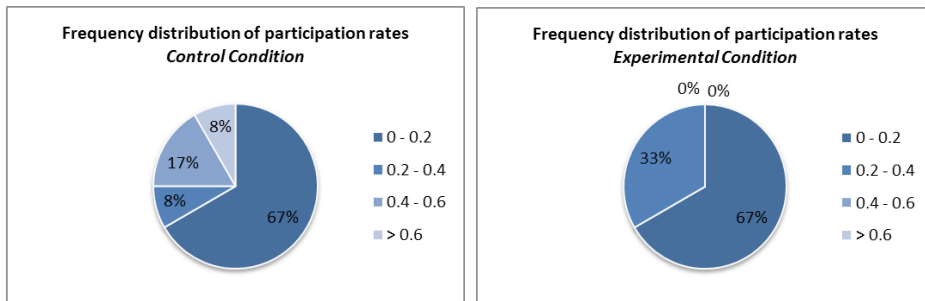 Frequency distribution of participation rates
Control Condition
8%
17%
8%
67%
0 - 0.2
0.2 - 0.4
0.4 - 0.6
> 0.6
Frequency distribution of participation rates
Experimental Condition
0% 0%
33%
67%
0 - 0.2
0.2 - 0.4
0.4 - 0.6
> 0.6